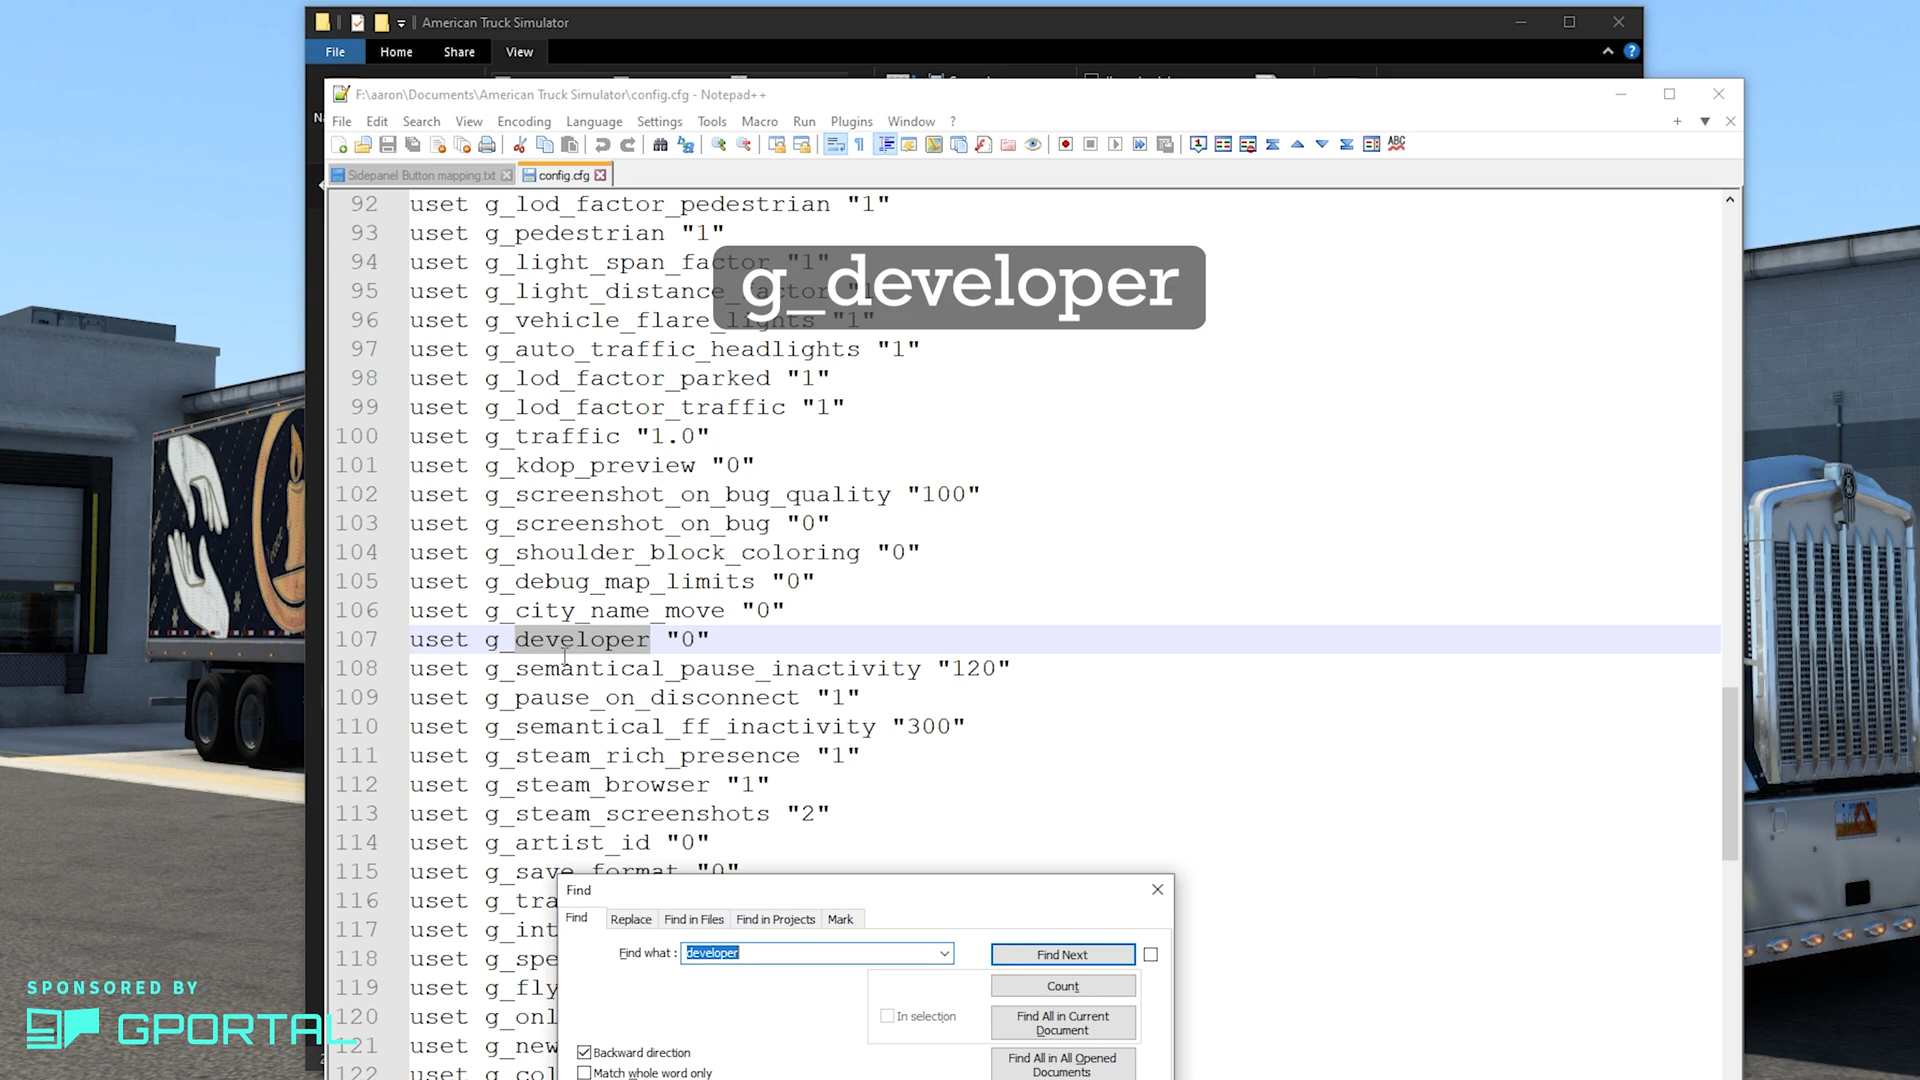 American Truck Simulator
File Home Share View
F:\aaron\Documents\American Truck Simulator\config.cfg - Notepad++
File Edit Search View Encoding Language Settings Tools Macro Run Plugins Window ?
Sidepanel Button mapping.txt config.cfg
92 uset g_lod_factor_pedestrian "1"
93 uset g_pedestrian "1"
94 uset g_light_span_factor "1"
95 uset g_light_distance_factor
g_developer
96 uset g_vehicle_flare_lights "1"
97 uset g_auto_traffic_headlights "1"
98 uset g_lod_factor_parked "1"
99 uset g_lod_factor_traffic "1"
100 uset g_traffic "1.0"
101 uset g_kdop_preview "0"
102 uset g_screenshot_on_bug_quality "100"
103 uset g_screenshot_on_bug "0"
104 uset g_shoulder_block_coloring "0"
105 uset g_debug_map_limits "0"
106 uset g_city_name_move "0"
107 uset g_developer "0"
108 uset g_semantical_pause_inactivity "120"
109 uset g_pause_on_disconnect "1"
110 uset g_semantical_ff_inactivity "300"
111 uset g_steam_rich_presence "1"
112 uset g_steam_browser "1"
113 uset g_steam_screenshots "2"
114 uset g_artist_id "0"
115 uset g_save_format "0"
116 uset g_tra
117 uset g_int
118 uset g_spe
119 uset g_fly
120 uset g_onl
121 uset g_new
122 uset g_col
Find
Find Replace Find in Files Find in Projects Mark
Find what : developer
Find Next
Count
In selection
Find All in Current
Document
Find All in All Opened
Documents
Backward direction
Match whole word only
SPONSORED BY
GPORTAL